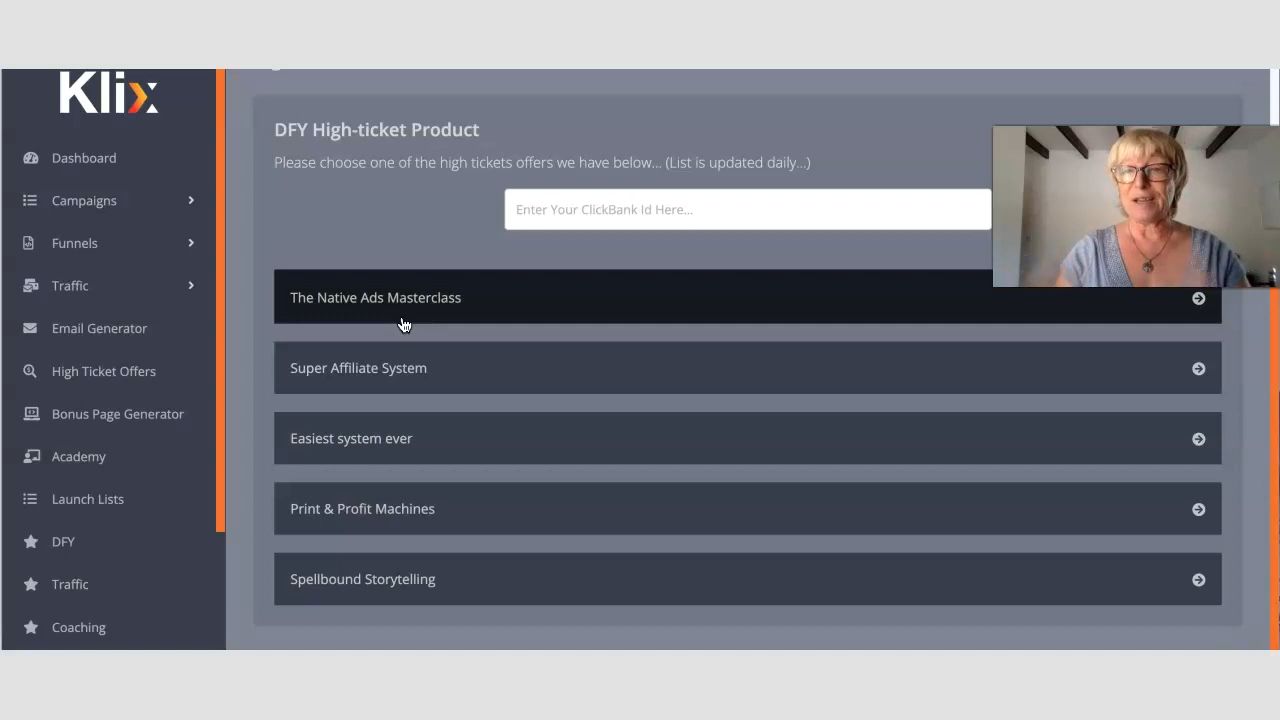 Klix
Dashboard
Campaigns
Funnels
Traffic
Email Generator
High Ticket Offers
Bonus Page Generator
Academy
Launch Lists
DFY
Traffic
Coaching
DFY High-ticket Product
Please choose one of the high tickets offers we have below... (List is updated daily...)
Enter Your ClickBank Id Here...
The Native Ads Masterclass
Super Affiliate System
Easiest system ever
Print & Profit Machines
Spellbound Storytelling